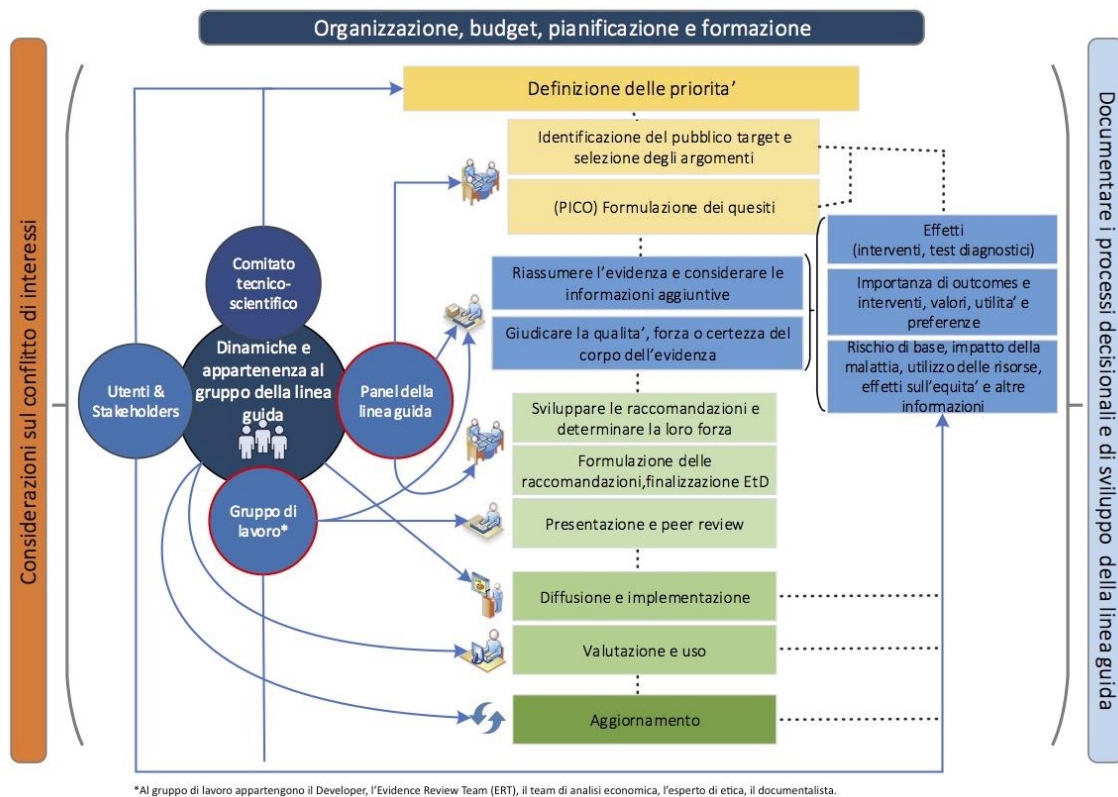 Organizzazione, budget, pianificazione e formazione
Considerazioni sul conflitto di interessi
Definizione delle priorita’
Identificazione del pubblico target e
selezione degli argomenti
(PICO) Formulazione dei quesiti
Comitato
tecnico-
scientifico
Dinamiche e
appartenenza al
gruppo della linea
guida
Utenti &
Stakeholders
Panel della
linea guida
Gruppo di
lavoro*
Riassumere l’evidenza e considerare le
informazioni aggiuntive
Giudicare la qualita’, forza o certezza del
corpo dell’evidenza
Effetti
(interventi, test diagnostici)
Importanza di outcomes e
interventi, valori, utilita’ e
preferenze
Rischio di base, impatto della
malattia, utilizzo delle risorse,
effetti sull’equita’ e altre
informazioni
Sviluppare le raccomandazioni e
determinare la loro forza
Formulazione delle
raccomandazioni,finalizzazione EtD
Presentazione e peer review
Diffusione e implementazione
Valutazione e uso
Aggiornamento
Documentare i processi decisionali e di sviluppo della linea guida
*Al gruppo di lavoro appartengono il Developer, l’Evidence Review Team (ERT), il team di analisi economica, l’esperto di etica, il documentalista.